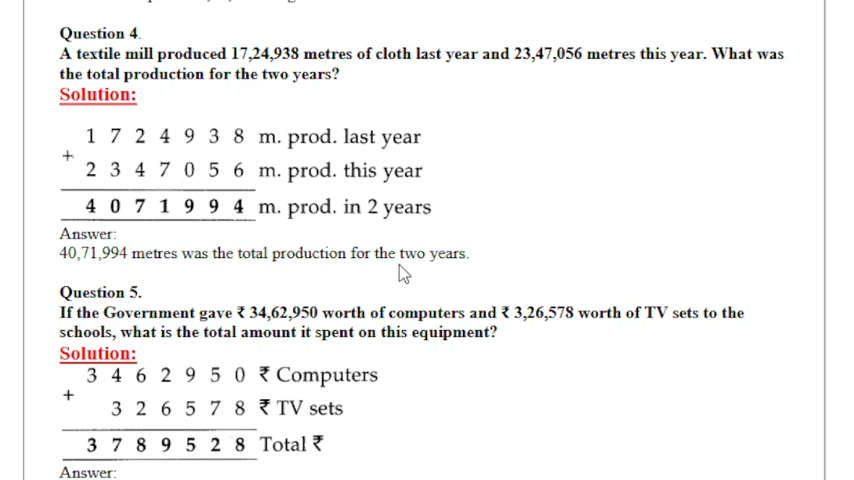 Question 4.
A textile mill produced 17,24,938 metres of cloth last year and 23,47,056 metres this year. What was
the total production for the two years?
Solution:
1 7 2 4 9 3 8 m. prod. last year
+
2 3 4 7 0 5 6 m. prod. this year
4 0 7 1 9 9 4 m. prod. in 2 years
Answer:
40,71,994 metres was the total production for the two years.
Question 5.
If the Government gave ₹ 34,62,950 worth of computers and ₹ 3,26,578 worth of TV sets to the
schools, what is the total amount it spent on this equipment?
Solution:
3 4 6 2 9 5 0 ₹ Computers
+
3 2 6 5 7 8 ₹ TV sets
3 7 8 9 5 2 8 Total ₹
Answer: